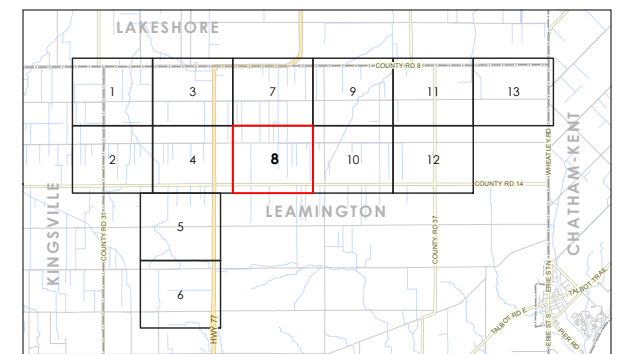 LAKESHORE
COUNTY RD 8
1 3 7 9 11 13
2 4 8 10 12
COUNTY RD 14
WHEATLEY RD
CHATHAM-KENT
KINGSVILLE
COUNTY RD 31
LEAMINGTON
COUNTY RD 37
5
6
HWY 77
ERIE ST N
TALBOT TRAIL
TALBOT RD E
ERIE ST S
PIER RD